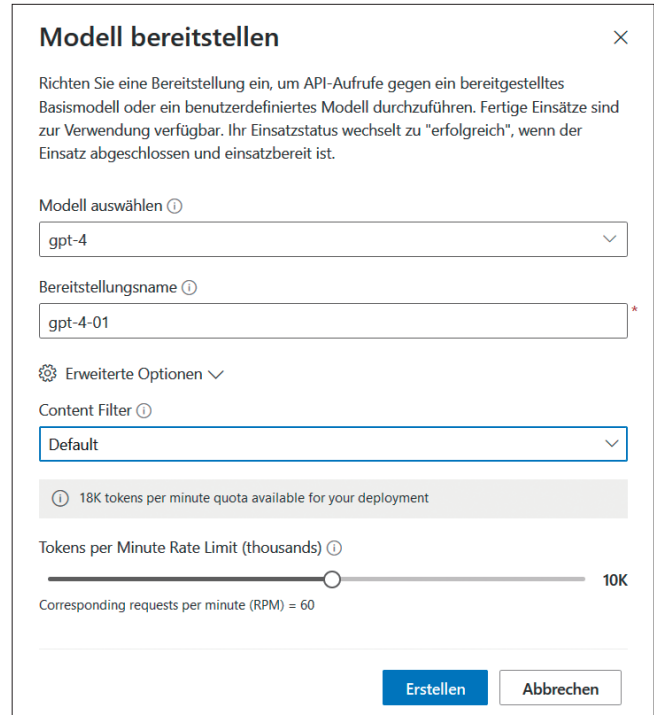 Modell bereitstellen
Richten Sie eine Bereitstellung ein, um API-Aufrufe gegen ein bereitgestelltes
Basismodell oder ein benutzerdefiniertes Modell durchzuführen. Fertige Einsätze sind
zur Verwendung verfügbar. Ihr Einsatzstatus wechselt zu "erfolgreich", wenn der
Einsatz abgeschlossen und einsatzbereit ist.
Modell auswählen
gpt-4
Bereitstellungsname
gpt-4-01 *
Erweiterte Optionen
Content Filter
Default
18K tokens per minute quota available for your deployment
Tokens per Minute Rate Limit (thousands)
10K
Corresponding requests per minute (RPM) = 60
Erstellen Abbrechen